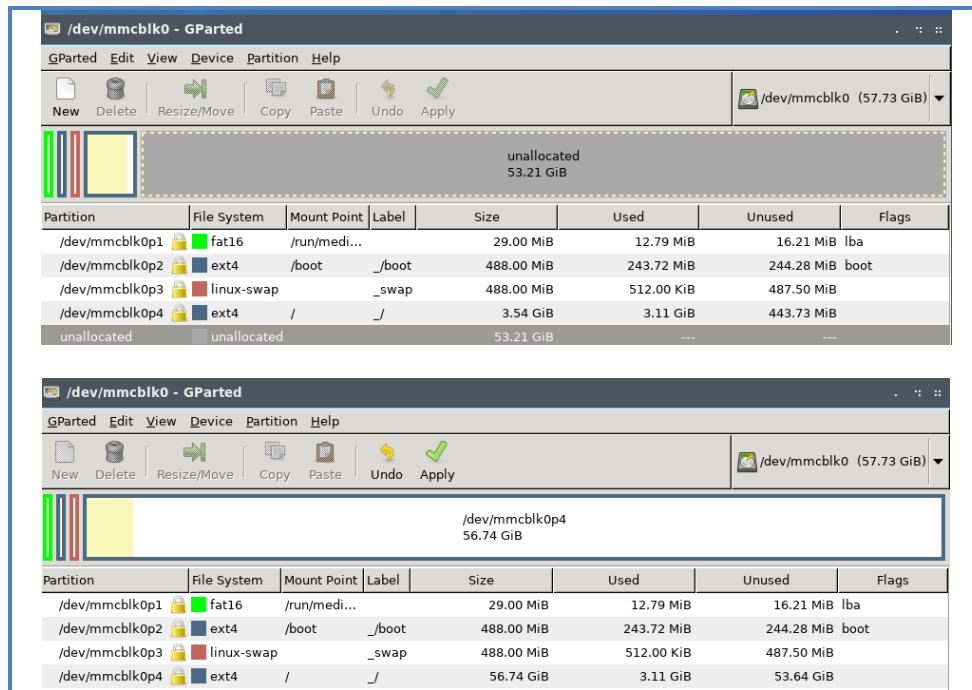 /dev/mmcblk0 - GParted
GParted Edit View Device Partition Help
New Delete Resize/Move Copy Paste Undo Apply /dev/mmcblk0 (57.73 GiB)
unallocated
53.21 GiB
Partition File System Mount Point Label Size Used Unused Flags
/dev/mmcblk0p1 fat16 /run/medi... 29.00 MiB 12.79 MiB 16.21 MiB lba
/dev/mmcblk0p2 ext4 /boot _/boot 488.00 MiB 243.72 MiB 244.28 MiB boot
/dev/mmcblk0p3 linux-swap _swap 488.00 MiB 512.00 KiB 487.50 MiB
/dev/mmcblk0p4 ext4 / _/ 3.54 GiB 3.11 GiB 443.73 MiB
unallocated unallocated 53.21 GiB --- ---
/dev/mmcblk0 - GParted
GParted Edit View Device Partition Help
New Delete Resize/Move Copy Paste Undo Apply /dev/mmcblk0 (57.73 GiB)
/dev/mmcblk0p4
56.74 GiB
Partition File System Mount Point Label Size Used Unused Flags
/dev/mmcblk0p1 fat16 /run/medi... 29.00 MiB 12.79 MiB 16.21 MiB lba
/dev/mmcblk0p2 ext4 /boot _/boot 488.00 MiB 243.72 MiB 244.28 MiB boot
/dev/mmcblk0p3 linux-swap _swap 488.00 MiB 512.00 KiB 487.50 MiB
/dev/mmcblk0p4 ext4 / _/ 56.74 GiB 3.11 GiB 53.64 GiB